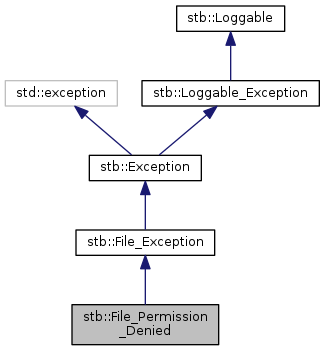 stb::Loggable
std::exception
stb::Loggable_Exception
stb::Exception
stb::File_Exception
stb::File_Permission
_Denied